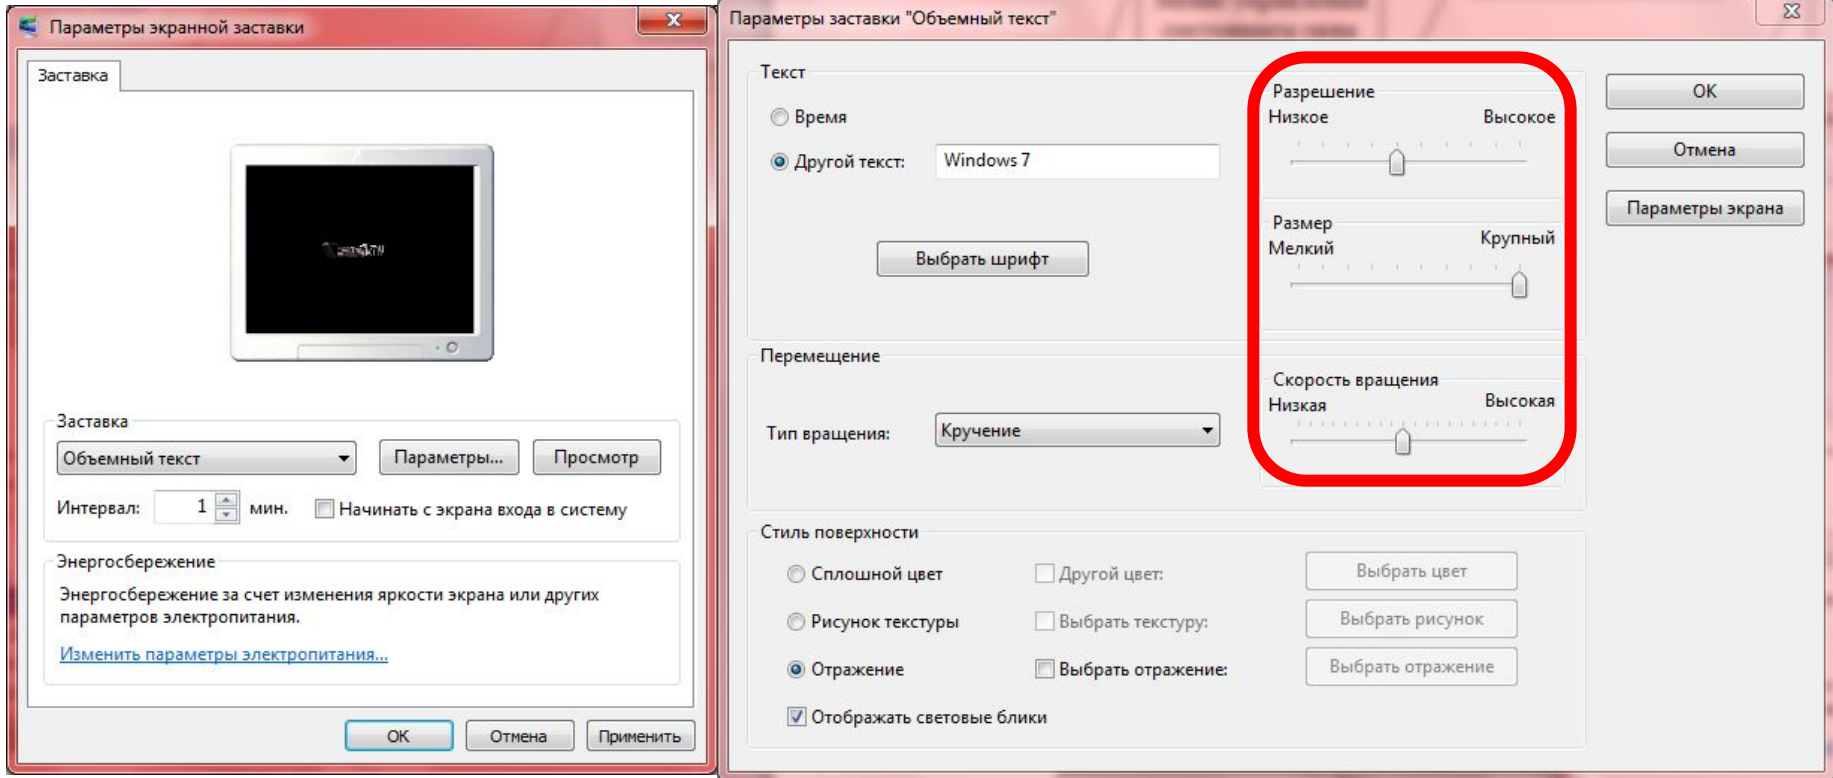 Параметры экранной заставки
Заставка
Заставка
Объемный текст
Параметры...
Просмотр
Интервал:
1
мин.
Начинать с экрана входа в систему
Энергосбережение
Энергосбережение за счет изменения яркости экрана или других
параметров электропитания.
Изменить параметры электропитания...
OK
Отмена
Применить
Параметры заставки "Объемный текст"
Текст
Время
Другой текст:
Windows 7
Выбрать шрифт
Разрешение
Низкое
Высокое
Размер
Мелкий
Крупный
OK
Отмена
Параметры экрана
Перемещение
Тип вращения:
Кручение
Скорость вращения
Низкая
Высокая
Стиль поверхности
Сплошной цвет
Другой цвет:
Выбрать цвет
Рисунок текстуры
Выбрать текстуру:
Выбрать рисунок
Отражение
Выбрать отражение:
Выбрать отражение
Отображать световые блики